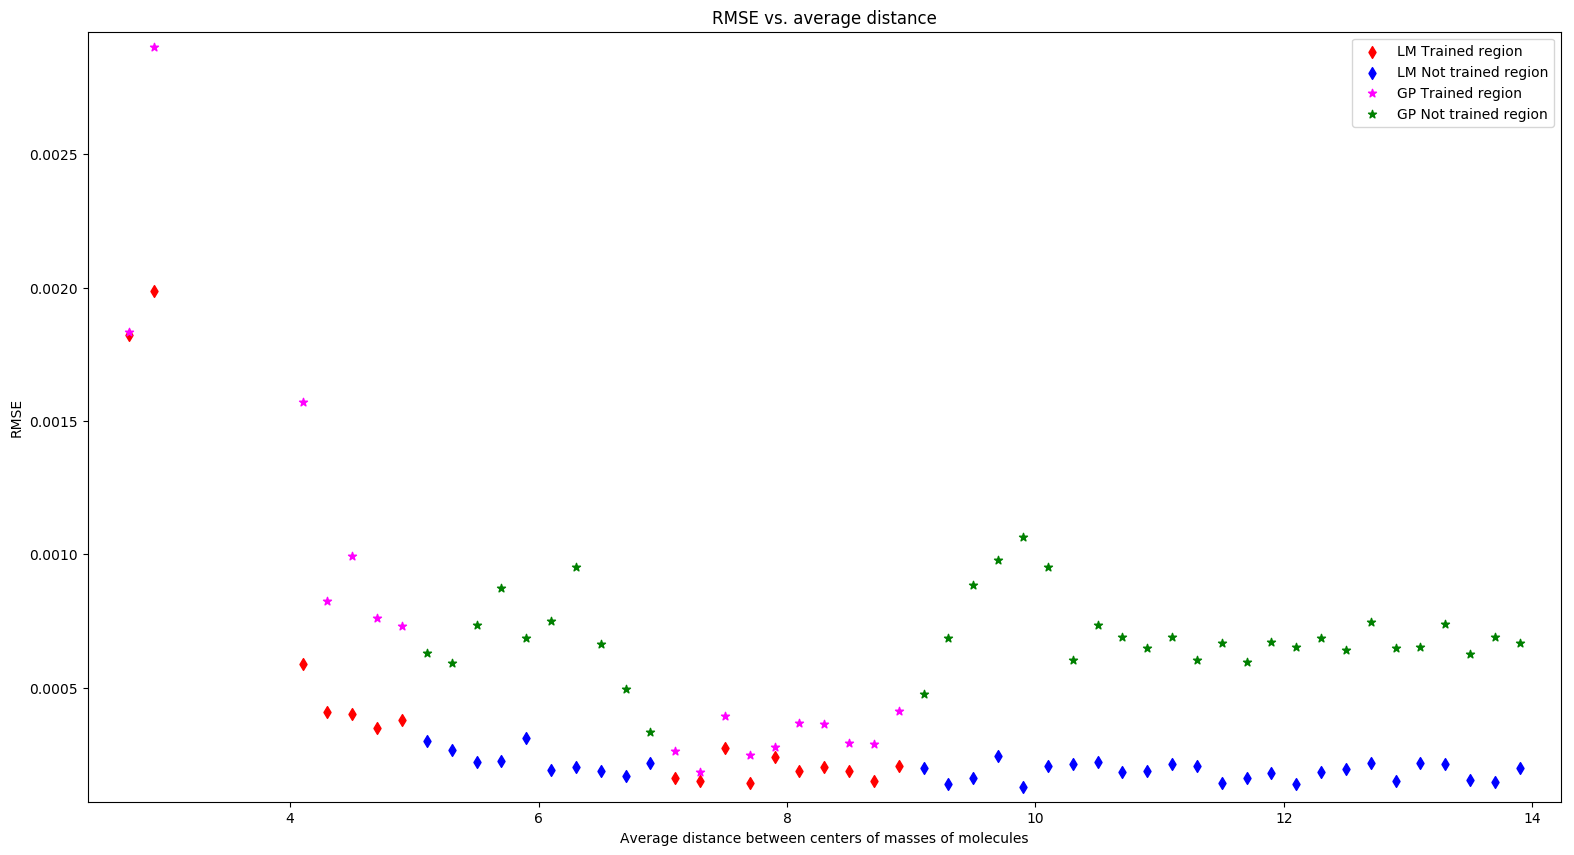 RMSE vs. average distance
LM Trained region
LM Not trained region
GP Trained region
GP Not trained region
0.0025
0.0020
0.0015
0.0010
0.0005
RMSE
4
6
8
10
12
14
Average distance between centers of masses of molecules